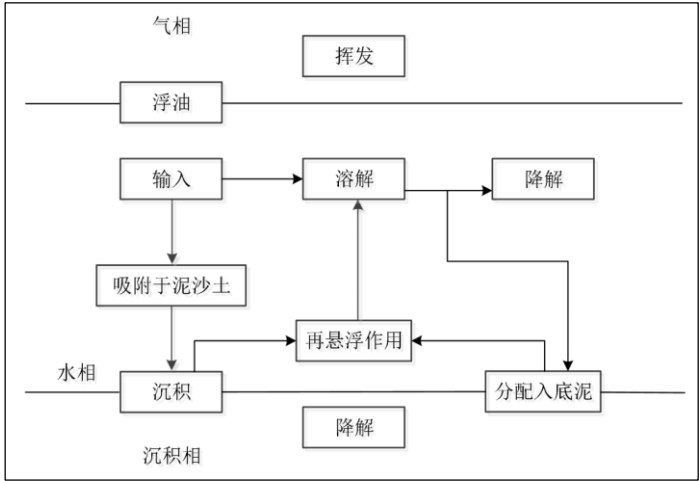 气相
挥发
浮油
输入
溶解
降解
吸附于泥沙土
再悬浮作用
水相
沉积
分配入底泥
降解
沉积相